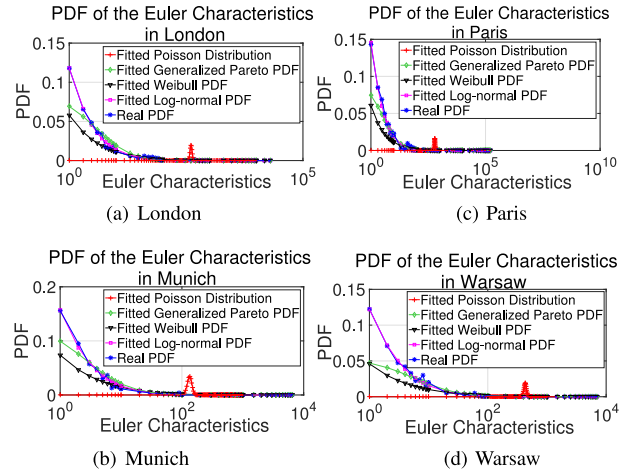 PDF of the Euler Characteristics
in London
0.15
0.1
0.05
0
PDF
Fitted Poisson Distribution
Fitted Generalized Pareto PDF
Fitted Weibull PDF
Fitted Log-normal PDF
Real PDF
10^0
10^5
Euler Characteristics
(a) London
PDF of the Euler Characteristics
in Paris
0.15
0.1
0.05
0
PDF
Fitted Poisson Distribution
Fitted Generalized Pareto PDF
Fitted Weibull PDF
Fitted Log-normal PDF
Real PDF
10^0
10^5
10^10
Euler Characteristics
(c) Paris
PDF of the Euler Characteristics
in Munich
0.2
0.1
0
PDF
Fitted Poisson Distribution
Fitted Generalized Pareto PDF
Fitted Weibull PDF
Fitted Log-normal PDF
Real PDF
10^0
10^2
10^4
Euler Characteristics
(b) Munich
PDF of the Euler Characteristics
in Warsaw
0.15
0.1
0.05
0
PDF
Fitted Poisson Distribution
Fitted Generalized Pareto PDF
Fitted Weibull PDF
Fitted Log-normal PDF
Real PDF
10^0
10^2
10^4
Euler Characteristics
(d) Warsaw